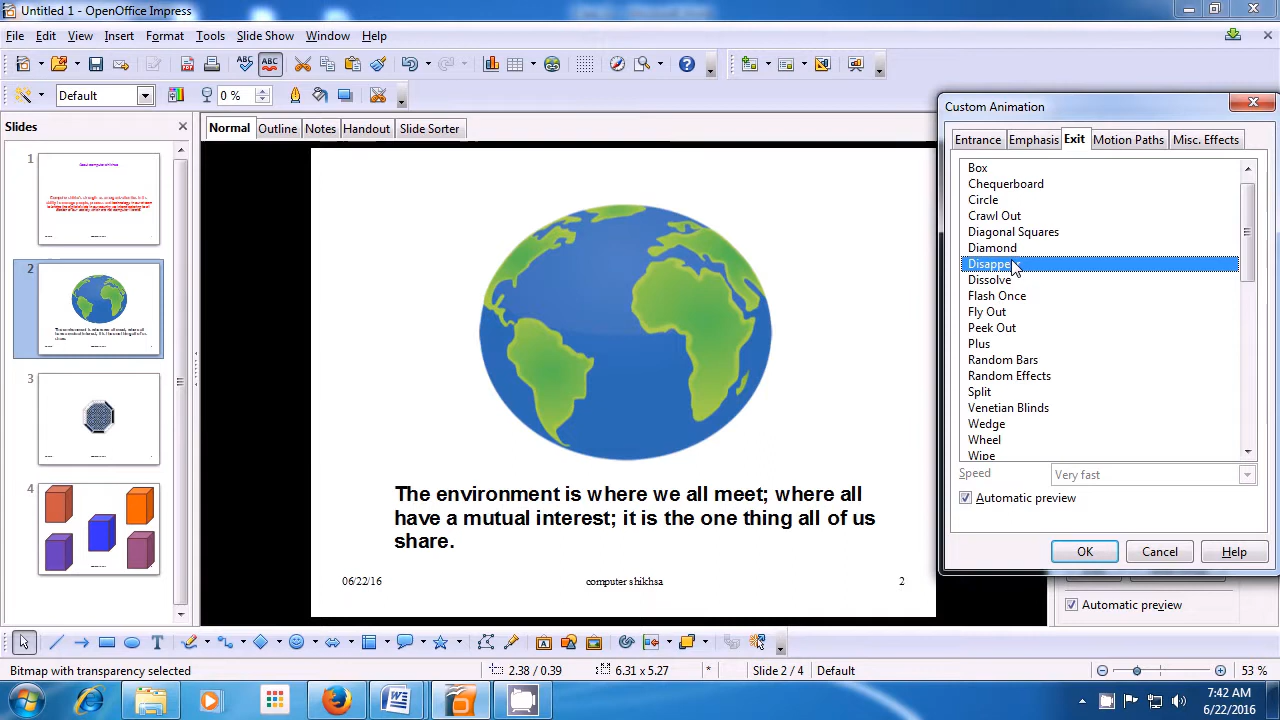 Untitled 1 - OpenOffice Impress
File Edit View Insert Format Tools Slide Show Window Help
Default 0 %
Slides
Normal Outline Notes Handout Slide Sorter
1
2
3
4
The environment is where we all meet; where all
have a mutual interest; it is the one thing all of us
share.
06/22/16 computer shikhsa 2
Custom Animation
Entrance Emphasis Exit Motion Paths Misc. Effects
Box
Chequerboard
Circle
Crawl Out
Diagonal Squares
Diamond
Dissolve
Flash Once
Fly Out
Peek Out
Plus
Random Bars
Random Effects
Split
Venetian Blinds
Wedge
Wheel
Wipe
Speed Very fast
Automatic preview
OK Cancel Help
Automatic preview
Bitmap with transparency selected 2.38 / 0.39 6.31 x 5.27 * Slide 2 / 4 Default 53 %
7:42 AM
6/22/2016